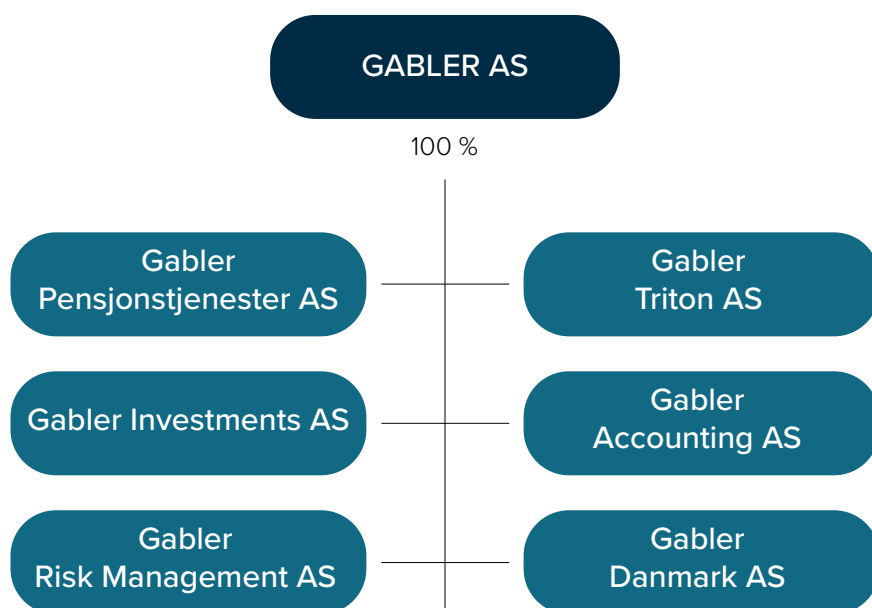 GABLER AS
100 %
Gabler
Pensjonstjenester AS
Gabler
Triton AS
Gabler Investments AS
Gabler
Accounting AS
Gabler
Risk Management AS
Gabler
Danmark AS